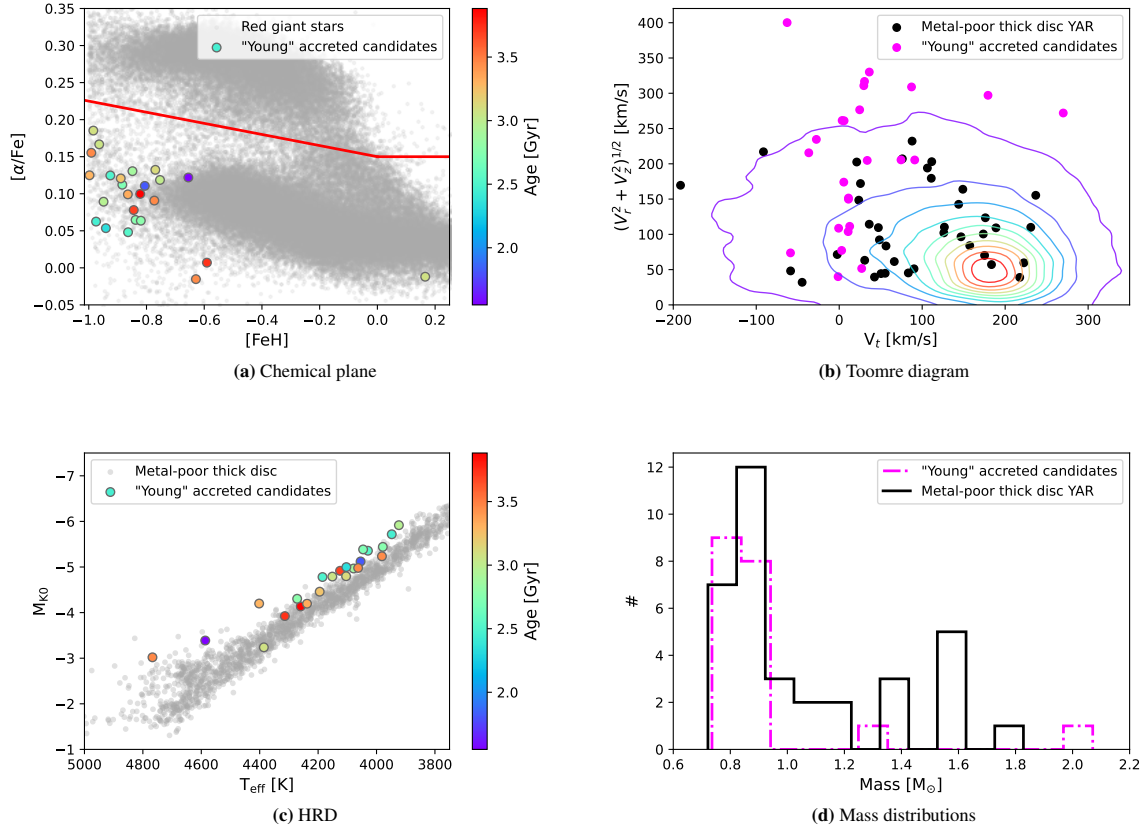 0.35
0.30
0.25
0.20
0.15
0.10
0.05
0.00
−0.05
[α/Fe]
Red giant stars
"Young" accreted candidates
−1.0 −0.8 −0.6 −0.4 −0.2 0.0 0.2
[FeH]
3.5
3.0
2.5
2.0
Age [Gyr]
(a) Chemical plane
400
350
300
250
200
150
100
50
0
(V_r^2 + V_z^2)^{1/2} [km/s]
Metal-poor thick disc YAR
"Young" accreted candidates
−200 −100 0 100 200 300
V_t [km/s]
(b) Toomre diagram
−7
−6
−5
−4
−3
−2
−1
M_{K0}
Metal-poor thick disc
"Young" accreted candidates
5000 4800 4600 4400 4200 4000 3800
T_{eff} [K]
3.5
3.0
2.5
2.0
Age [Gyr]
(c) HRD
12
10
8
6
4
2
0
#
"Young" accreted candidates
Metal-poor thick disc YAR
0.6 0.8 1.0 1.2 1.4 1.6 1.8 2.0 2.2
Mass [M_⊙]
(d) Mass distributions